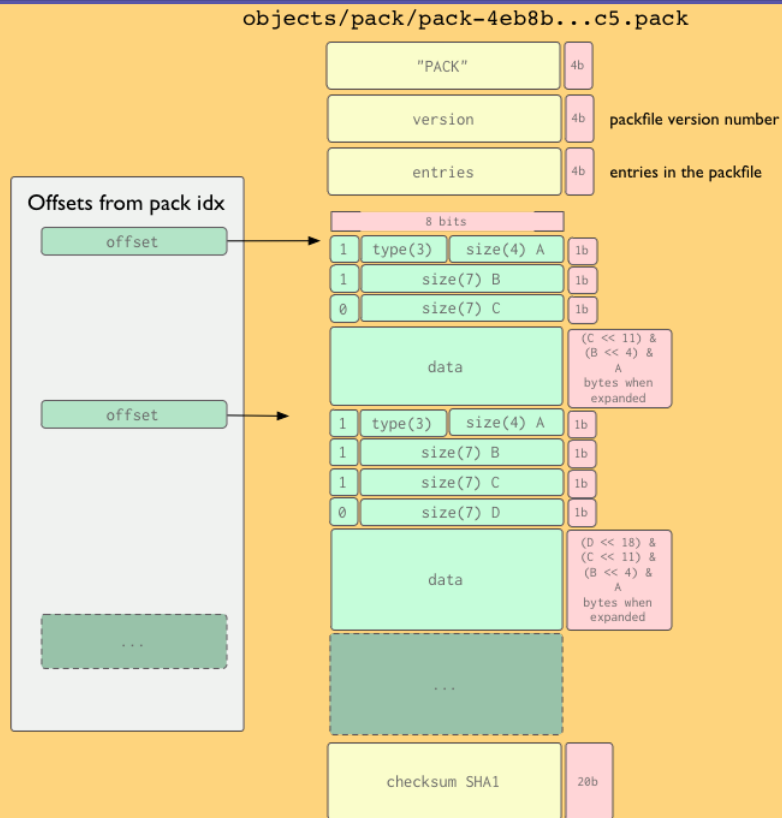 objects/pack/pack-4eb8b...c5.pack
"PACK" 4b
version 4b packfile version number
entries 4b entries in the packfile
Offsets from pack idx
8 bits
offset
1 type(3) size(4) A 1b
1 size(7) B 1b
0 size(7) C 1b
data
(C << 11) &
(B << 4) &
A
bytes when
expanded
offset
1 type(3) size(4) A 1b
1 size(7) B 1b
1 size(7) C 1b
0 size(7) D 1b
data
(D << 18) &
(C << 11) &
(B << 4) &
A
bytes when
expanded
...
...
checksum SHA1 20b